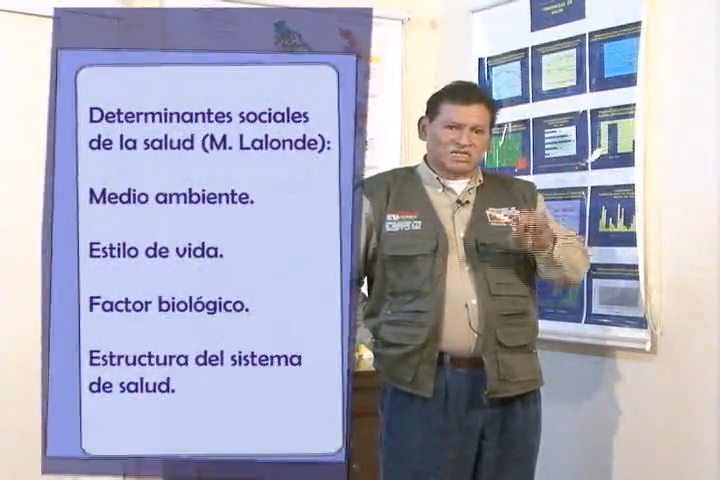 Determinantes sociales
de la salud (M. Lalonde):
Medio ambiente.
Estilo de vida.
Factor biológico.
Estructura del sistema
de salud.